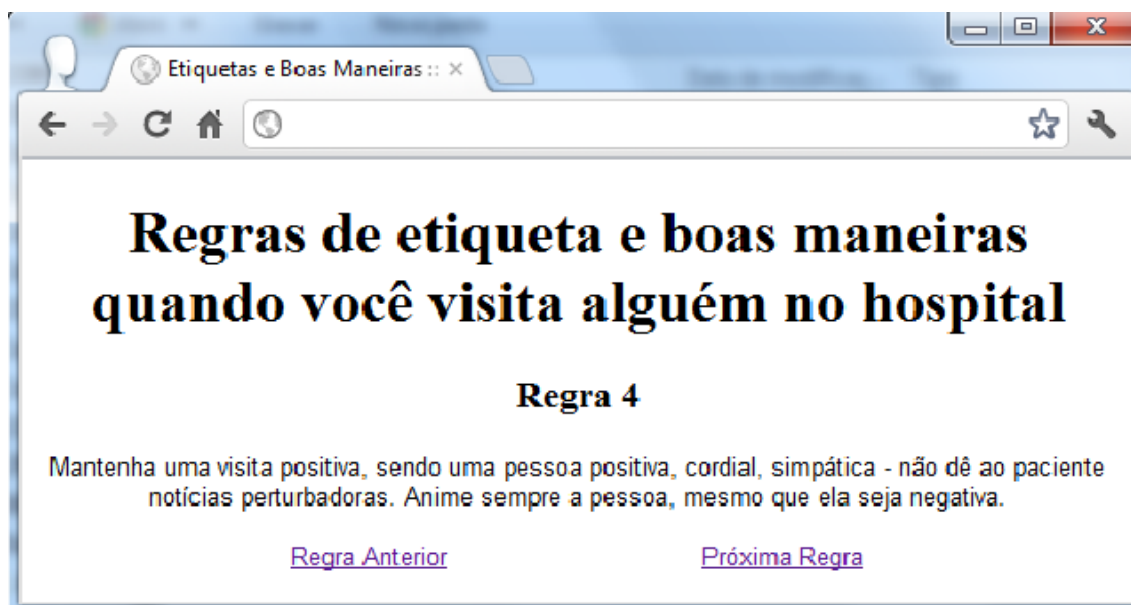 Etiquetas e Boas Maneiras ::
Regras de etiqueta e boas maneiras
quando você visita alguém no hospital
Regra 4
Mantenha uma visita positiva, sendo uma pessoa positiva, cordial, simpática - não dê ao paciente
notícias perturbadoras. Anime sempre a pessoa, mesmo que ela seja negativa.
Regra Anterior Próxima Regra